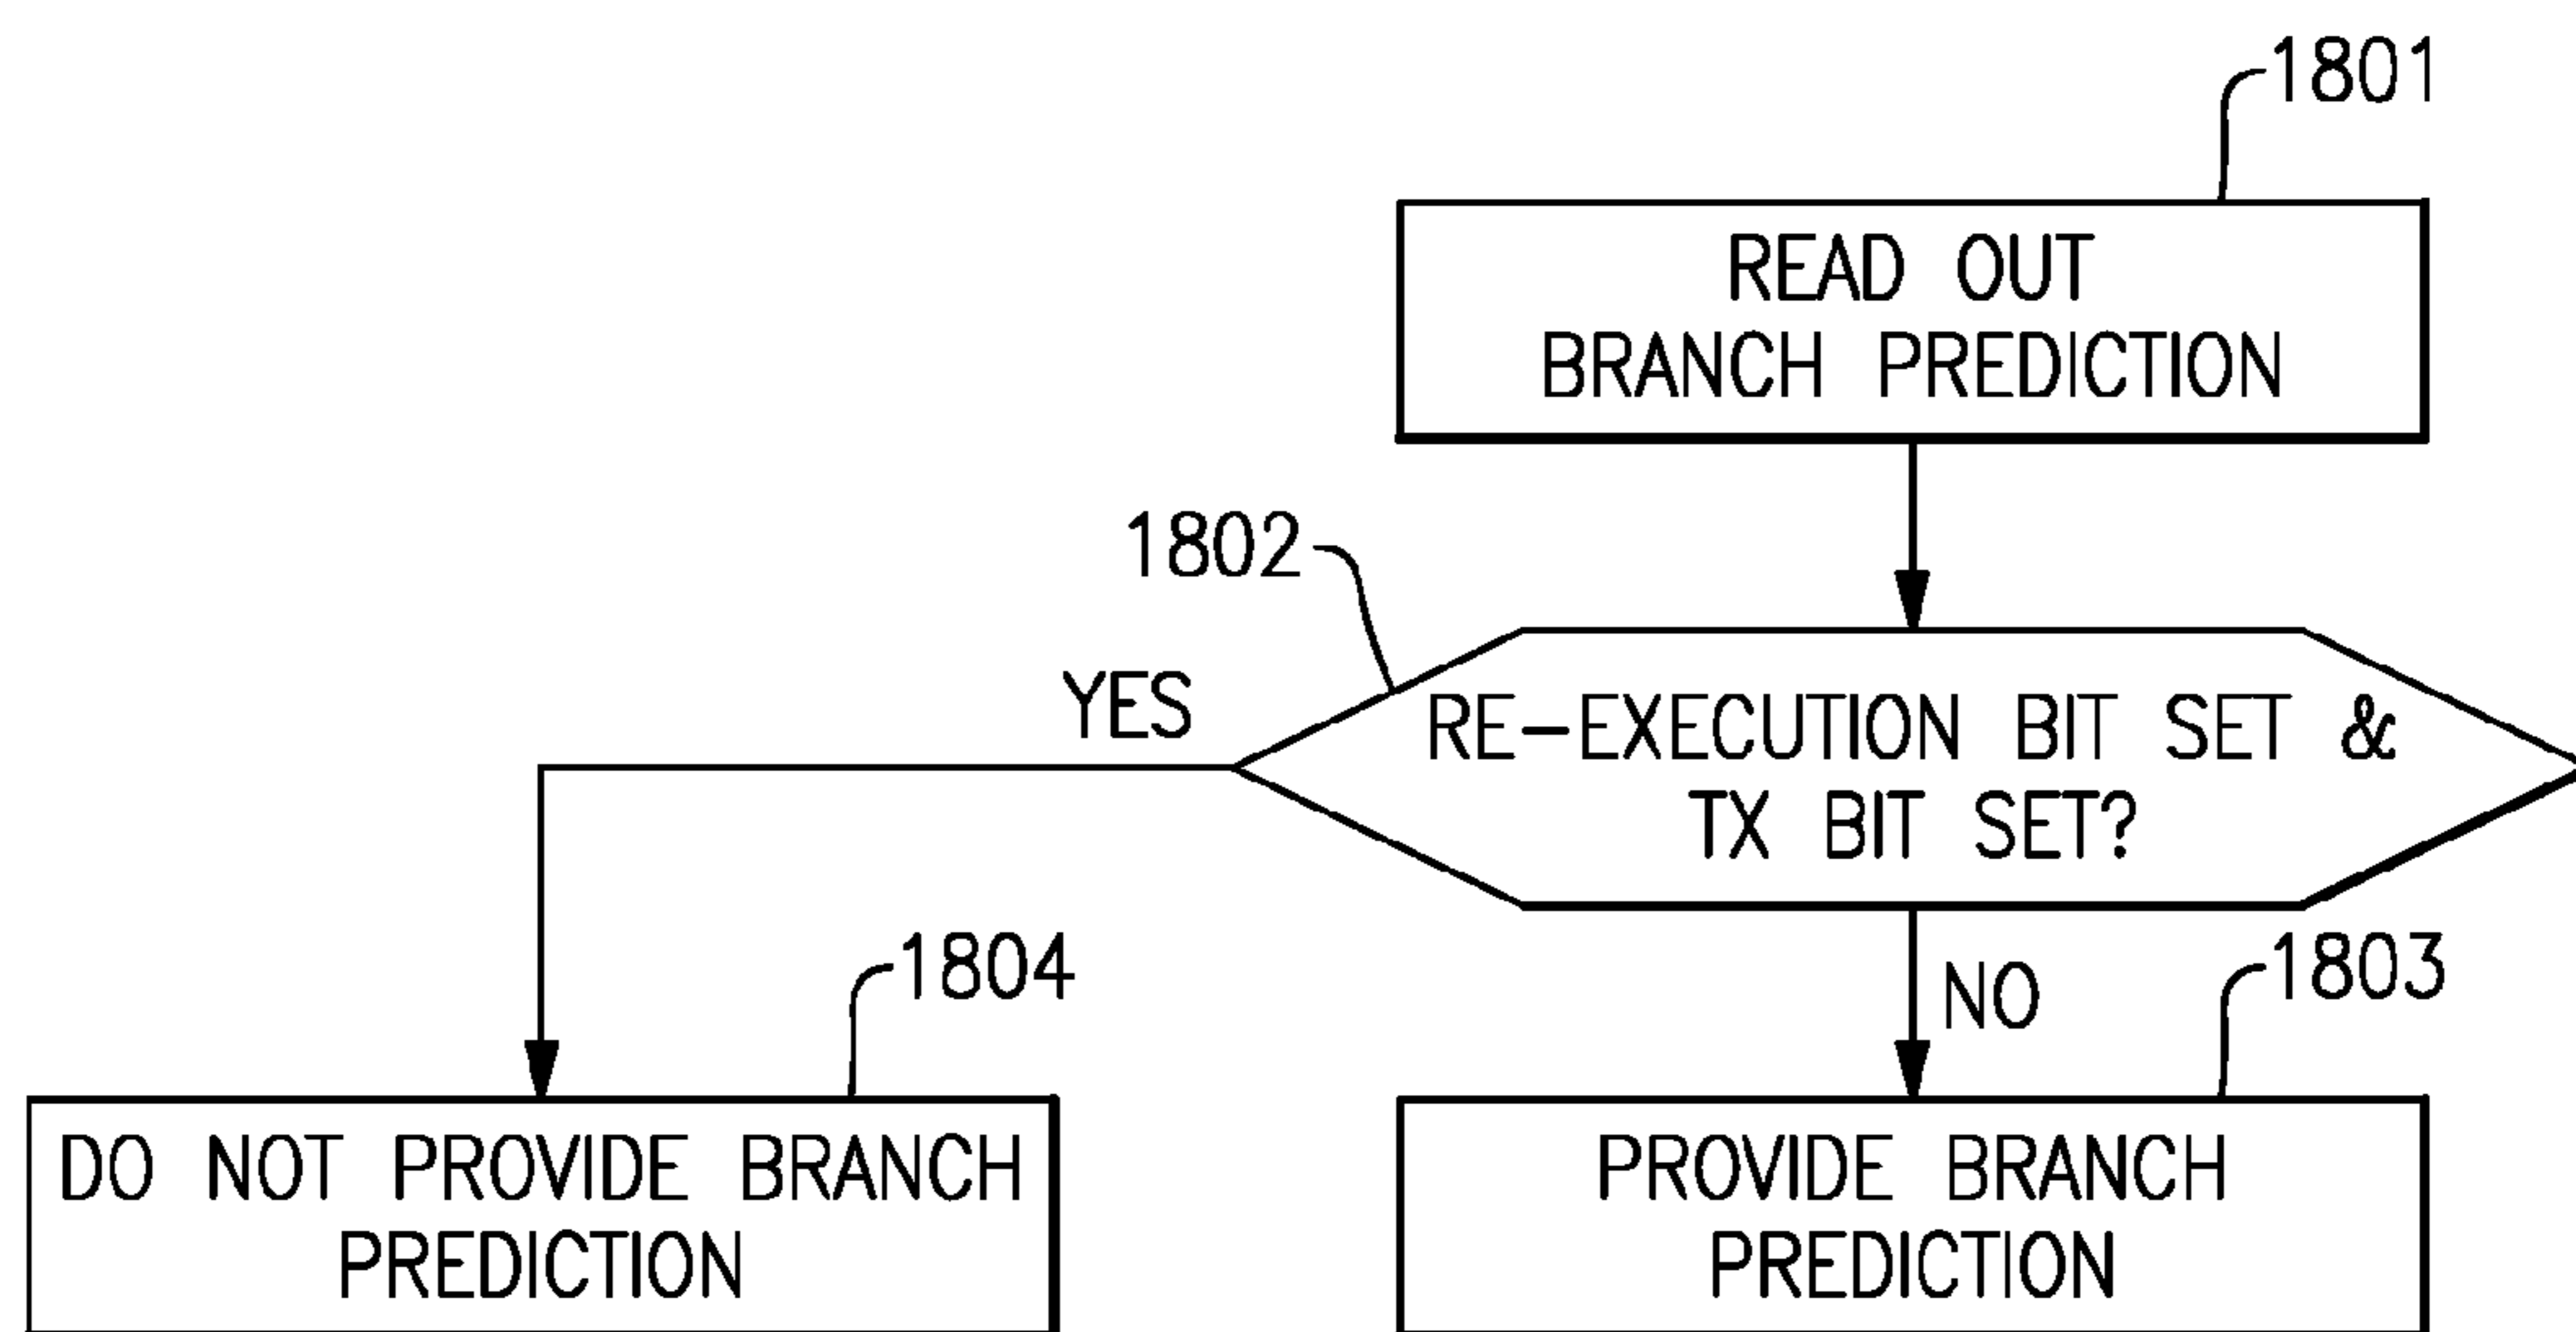 1801
READ OUT
BRANCH PREDICTION
1802
YES
RE-EXECUTION BIT SET &
TX BIT SET?
NO
1804
1803
DO NOT PROVIDE BRANCH
PREDICTION
PROVIDE BRANCH
PREDICTION